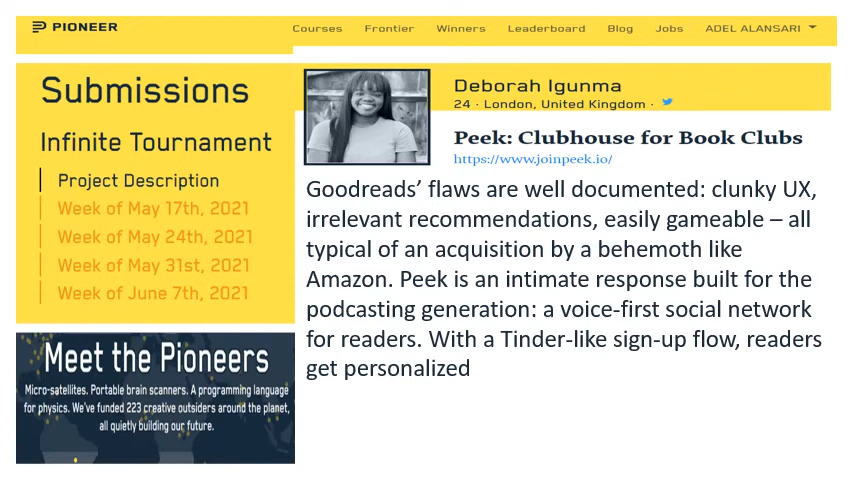 PIONEER
Courses Frontier Winners Leaderboard Blog Jobs ADEL ALANSARI
Submissions
Infinite Tournament
Project Description
Week of May 17th, 2021
Week of May 24th, 2021
Week of May 31st, 2021
Week of June 7th, 2021
Meet the Pioneers
Micro-satellites. Portable brain scanners. A programming language
for physics. We've funded 223 creative outsiders around the planet,
all quietly building our future.
Deborah Igunma
24 · London, United Kingdom ·
Peek: Clubhouse for Book Clubs
https://www.joinpeek.io/
Goodreads’ flaws are well documented: clunky UX,
irrelevant recommendations, easily gameable – all
typical of an acquisition by a behemoth like
Amazon. Peek is an intimate response built for the
podcasting generation: a voice-first social network
for readers. With a Tinder-like sign-up flow, readers
get personalized